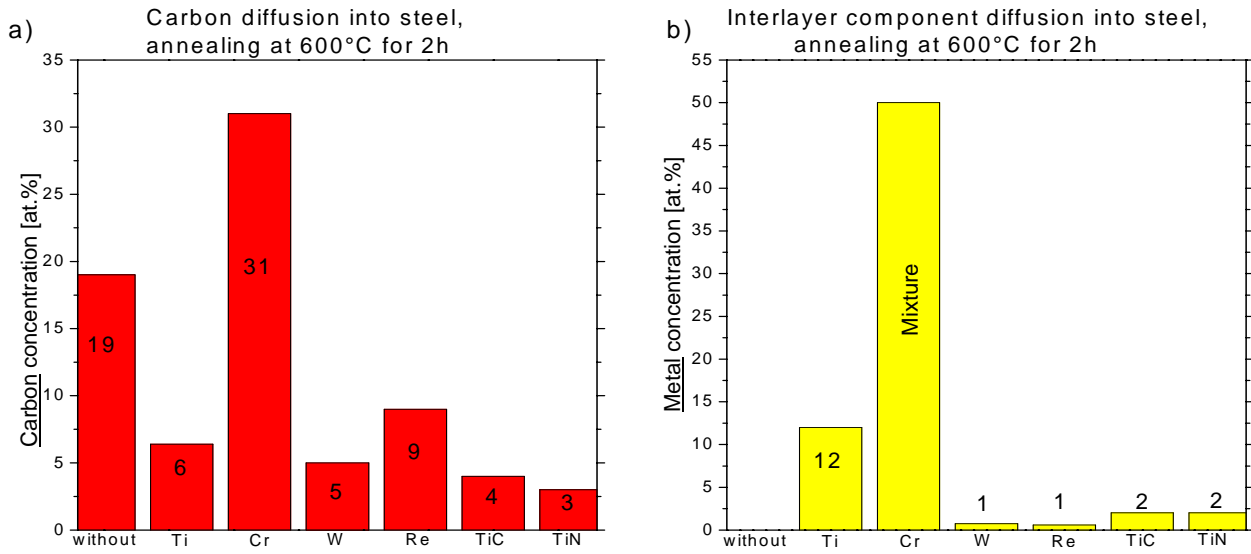 a)
Carbon diffusion into steel,
annealing at 600°C for 2h
Carbon concentration [at.%]
35
30
25
20
15
10
5
0
19
6
31
5
9
4
3
without Ti Cr W Re TiC TiN
b)
Interlayer component diffusion into steel,
annealing at 600°C for 2h
Metal concentration [at.%]
55
50
45
40
35
30
25
20
15
10
5
0
12
Mixture
1
1
2
2
without Ti Cr W Re TiC TiN